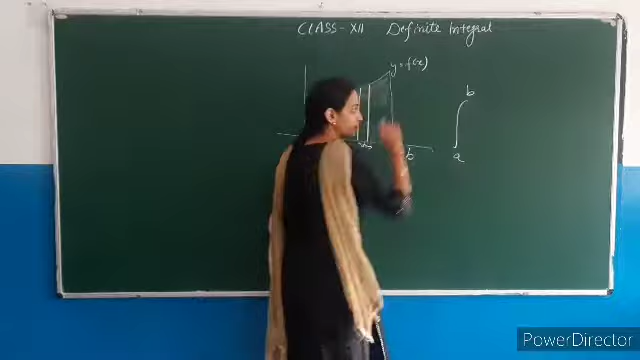 CLASS-XII Definite Integral
y=f(x)
b
∫
b
a
PowerDirector